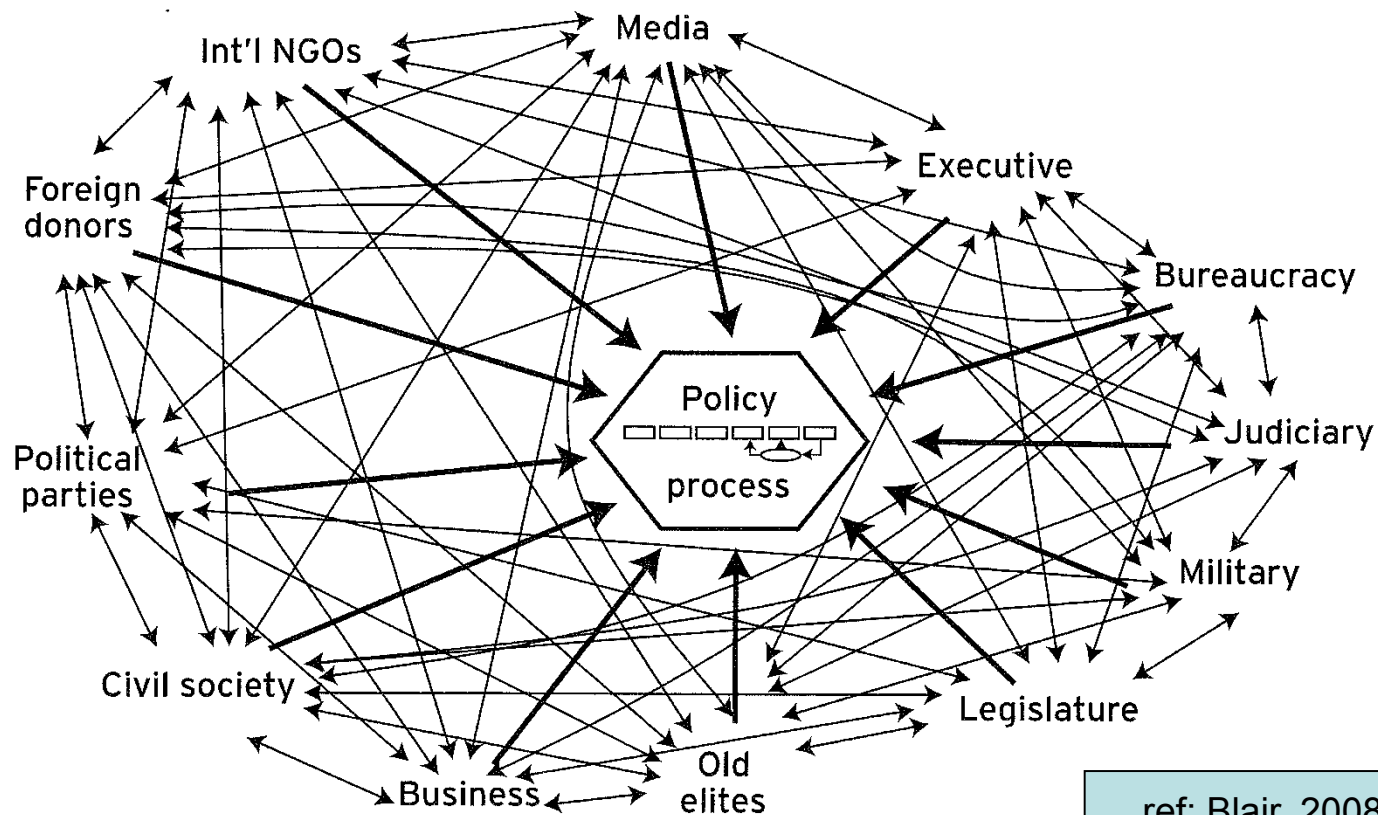 Media
Int'l NGOs
Executive
Foreign
donors
Bureaucracy
Policy
process
Judiciary
Political
parties
Military
Civil society
Legislature
Old
elites
Business
ref: Blair, 2008